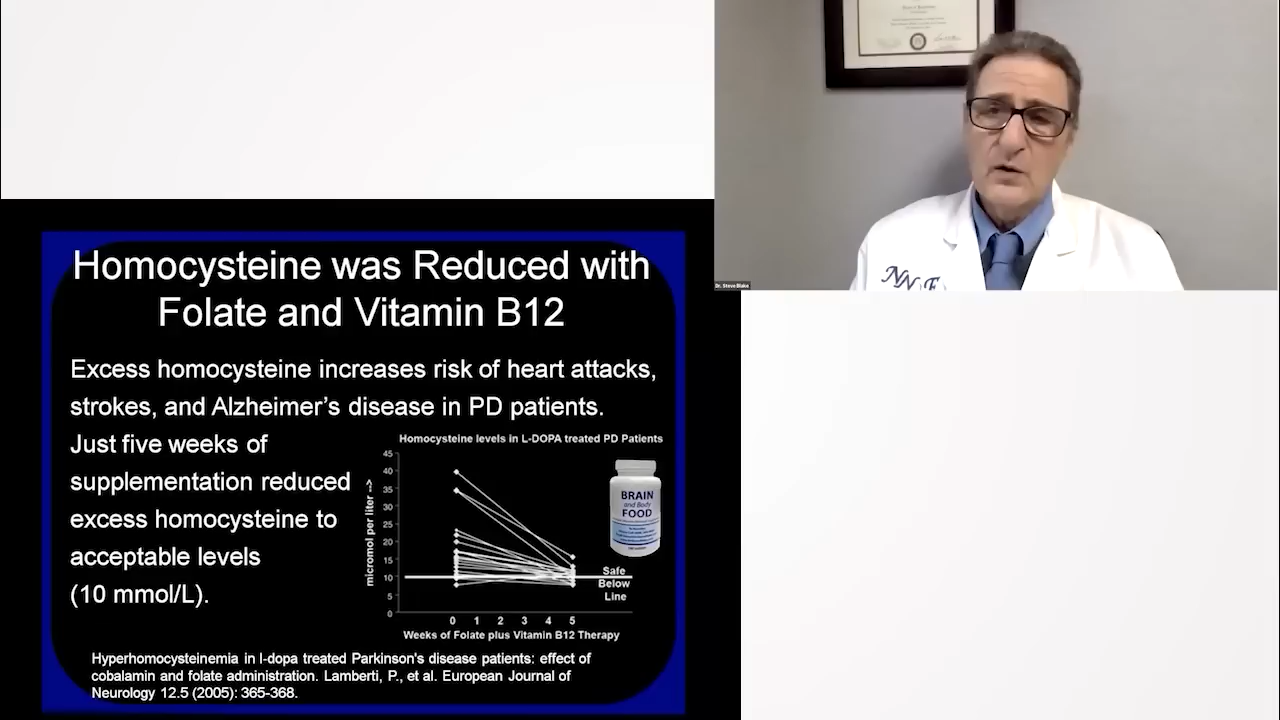 Homocysteine was Reduced with
Folate and Vitamin B12
Excess homocysteine increases risk of heart attacks,
strokes, and Alzheimer's disease in PD patients.
Just five weeks of
supplementation reduced
excess homocysteine to
acceptable levels
(10 mmol/L).
Homocysteine levels in L-DOPA treated PD Patients
micromol per liter -->
45
40
35
30
25
20
15
10
5
0
0 1 2 3 4 5
Weeks of Folate plus Vitamin B12 Therapy
BRAIN
and Body
FOOD
Safe
Below
Line
Hyperhomocysteinemia in l-dopa treated Parkinson's disease patients: effect of
cobalamin and folate administration. Lamberti, P., et al. European Journal of
Neurology 12.5 (2005): 365-368.
Dr. Steve Blake
NNF